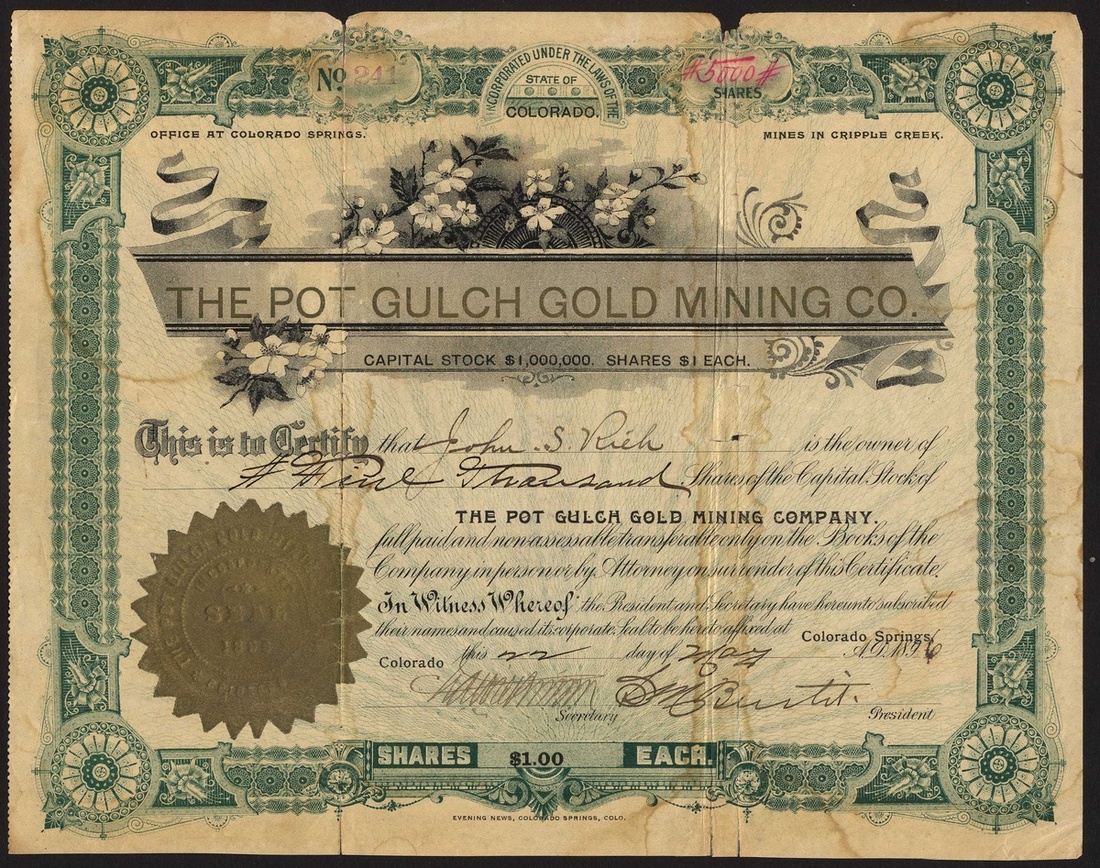 No 241
INCORPORATED UNDER THE LAWS OF THE
STATE OF
COLORADO.
#5000#
SHARES
OFFICE AT COLORADO SPRINGS.
MINES IN CRIPPLE CREEK.
THE POT GULCH GOLD MINING CO.
CAPITAL STOCK $1,000,000. SHARES $1 EACH.
This is to Certify that John S. Rich is the owner of
# Five Thousand Shares of the Capital Stock of
THE POT GULCH GOLD MINING COMPANY.
full paid and non-assessable transferable only on the Books of the
Company in person or by Attorney on surrender of this Certificate.
In Witness Whereof the President and Secretary have hereunto subscribed
their names and caused its corporate Seal to be hereto affixed at Colorado Springs,
Colorado this 22 day of May A.D. 1896
Secretary
President
SEAL
SHARES $1.00 EACH.
EVENING NEWS, COLORADO SPRINGS, COLO.